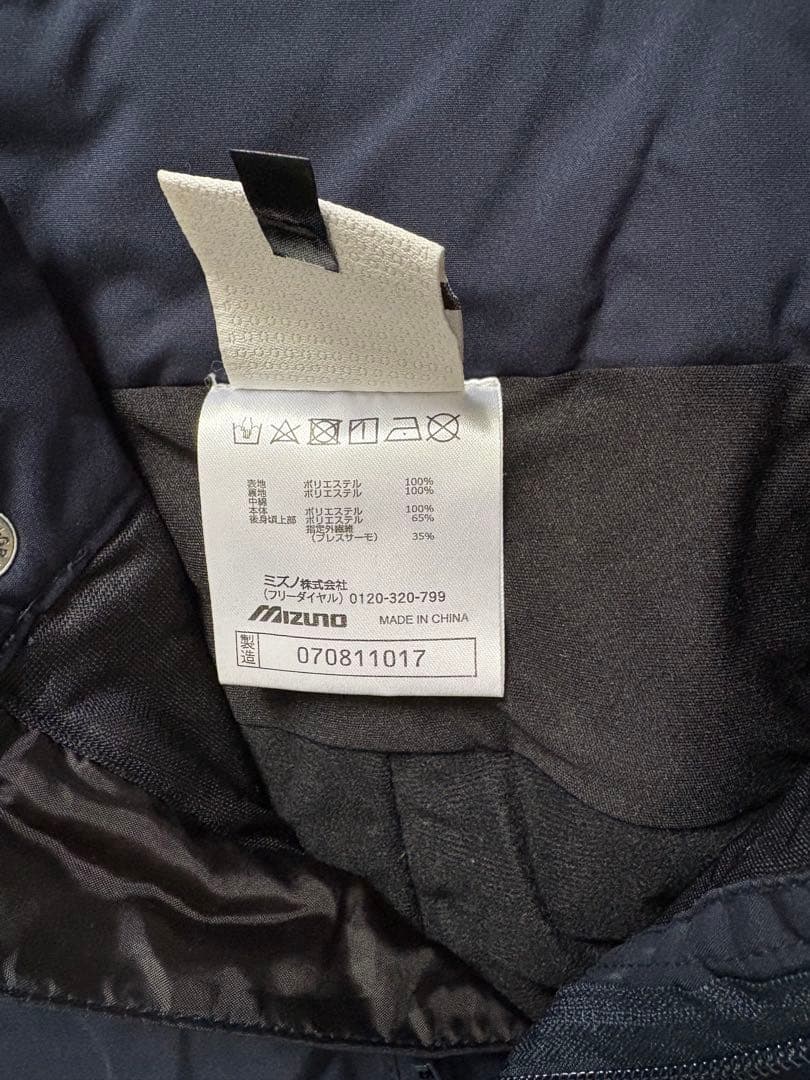 表地 ポリエステル 100%
裏地 ポリエステル 100%
中綿
本体 ポリエステル 100%
後身頃上部 ポリエステル 65%
指定外繊維
(ブレスサーモ) 35%
ミズノ株式会社
(フリーダイヤル) 0120-320-799
MIZUNO MADE IN CHINA
製造 070811017